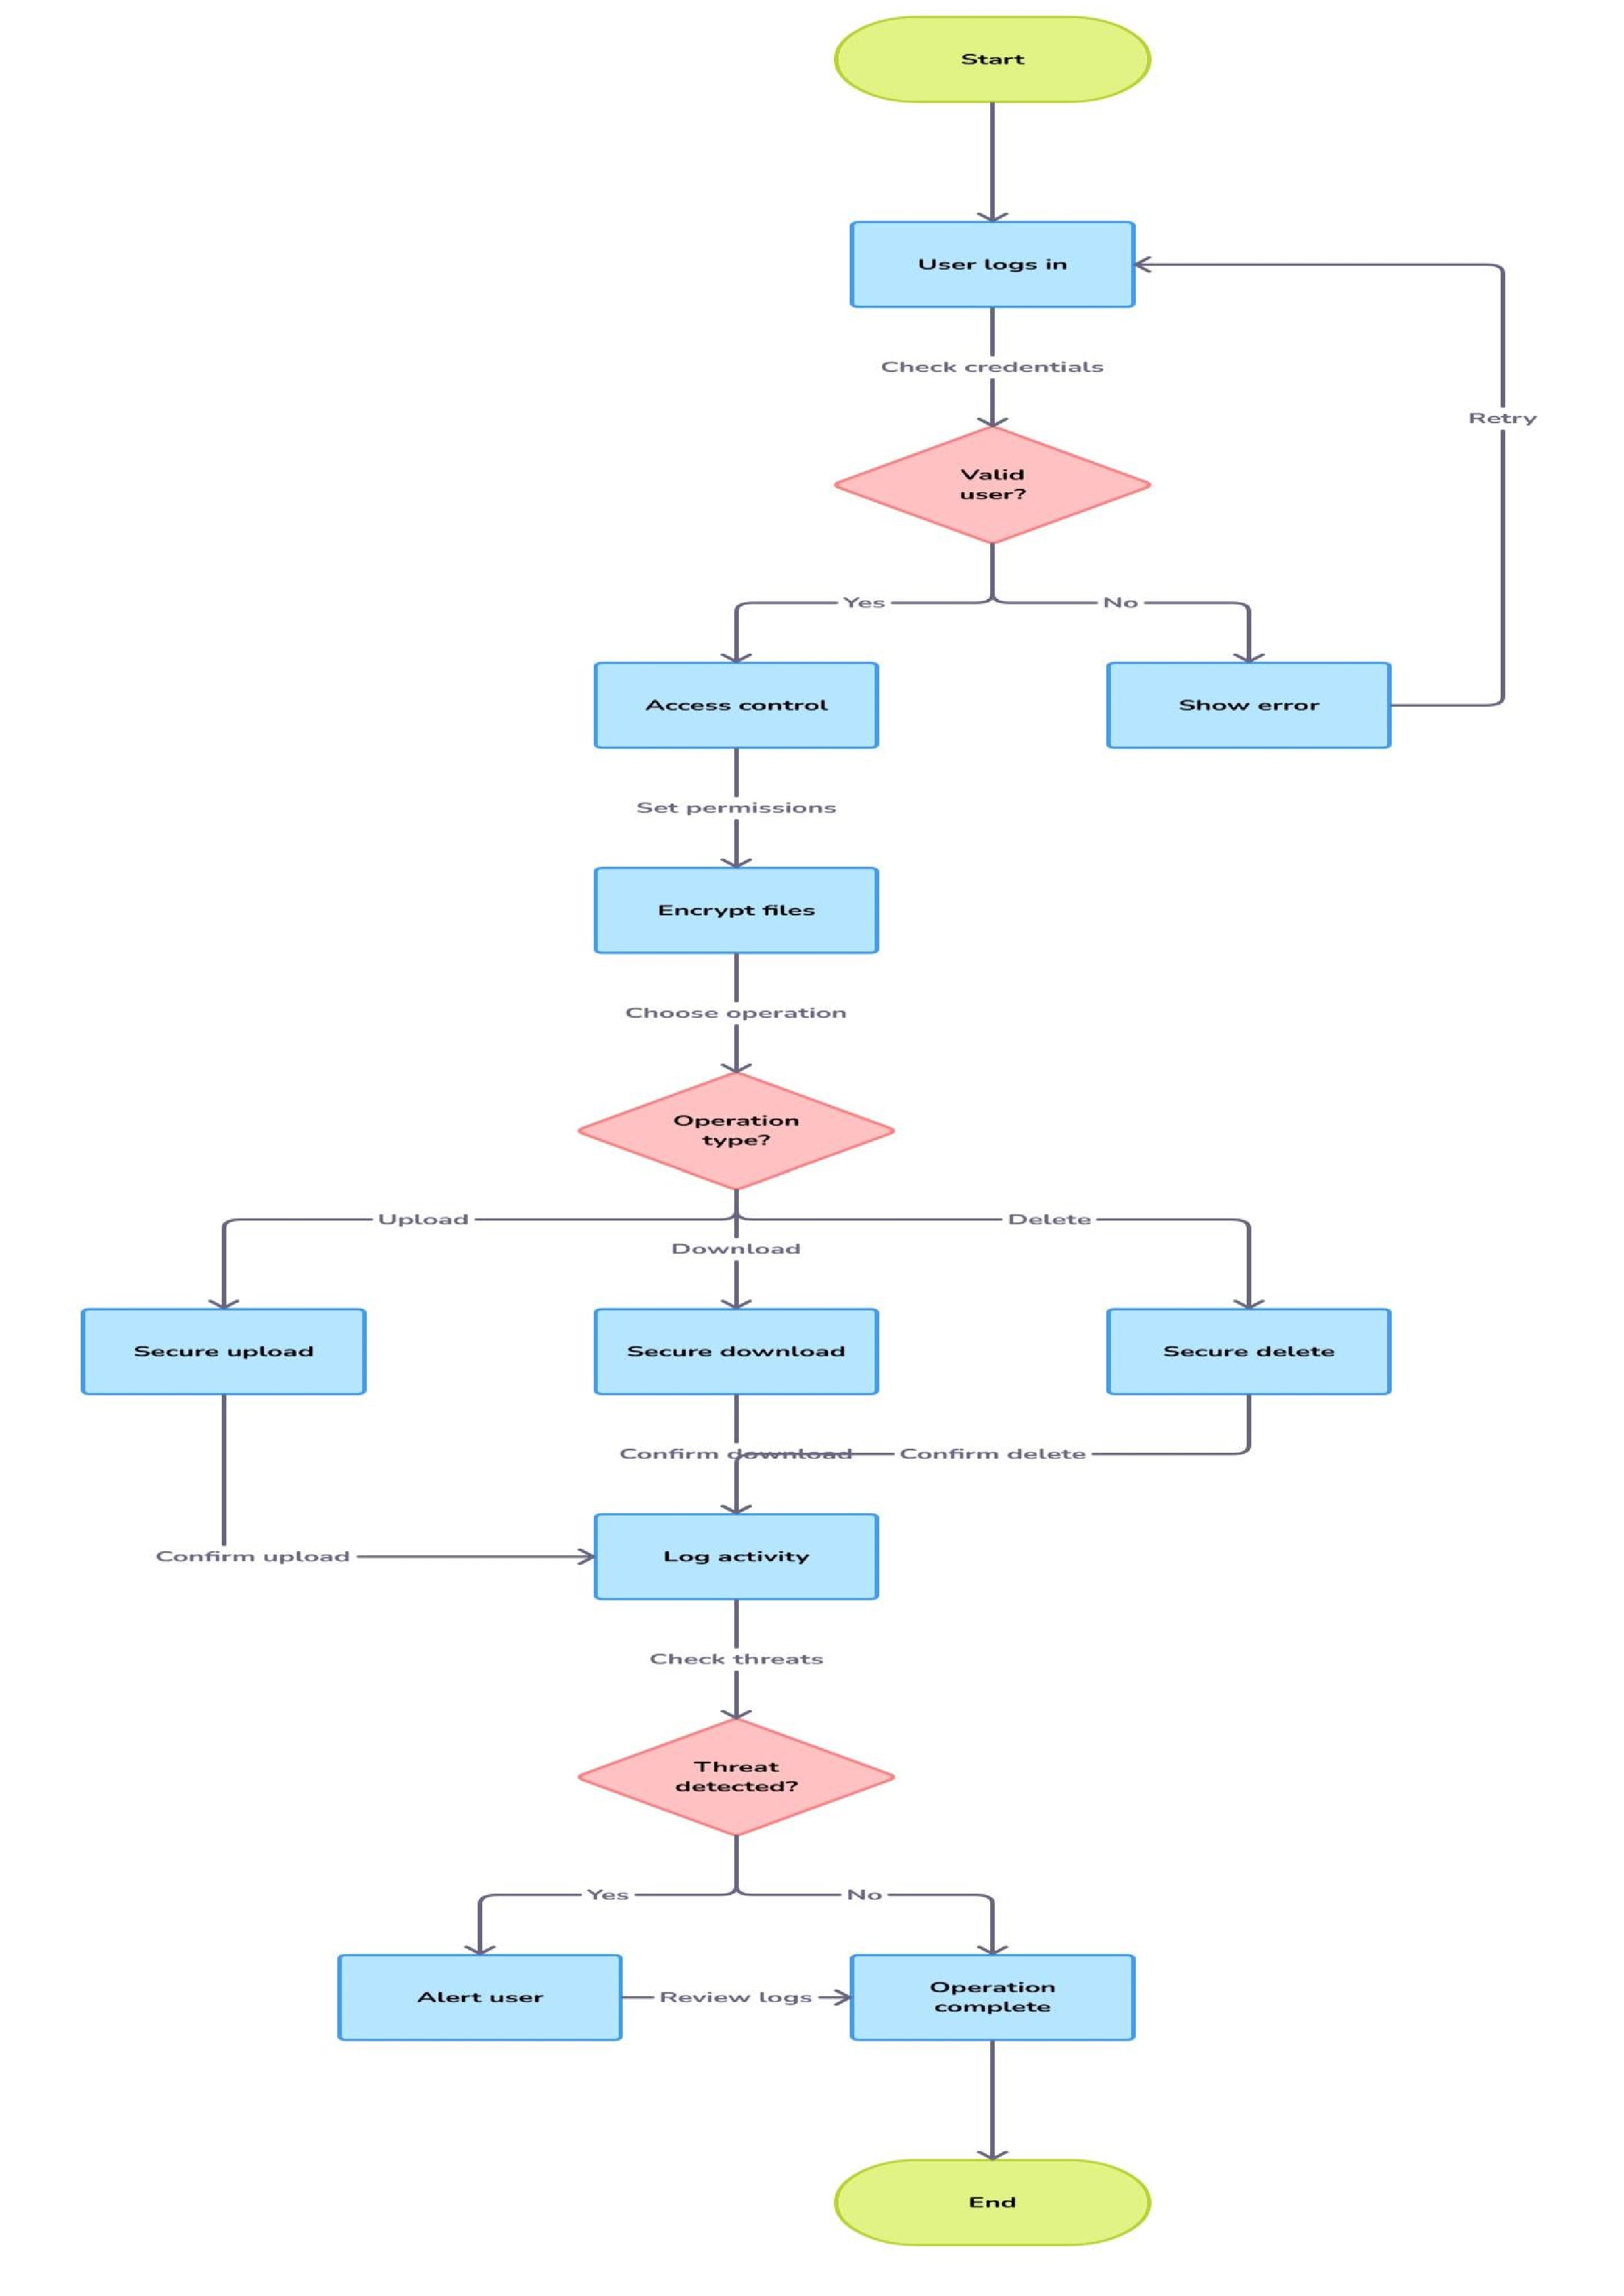 Start
User logs in
Check credentials
Retry
Valid
user?
Yes
No
Access control
Show error
Set permissions
Encrypt files
Choose operation
Operation
type?
Upload
Delete
Download
Secure upload
Secure download
Secure delete
Confirm download
Confirm delete
Confirm upload
Log activity
Check threats
Threat
detected?
Yes
No
Alert user
Review logs
Operation
complete
End